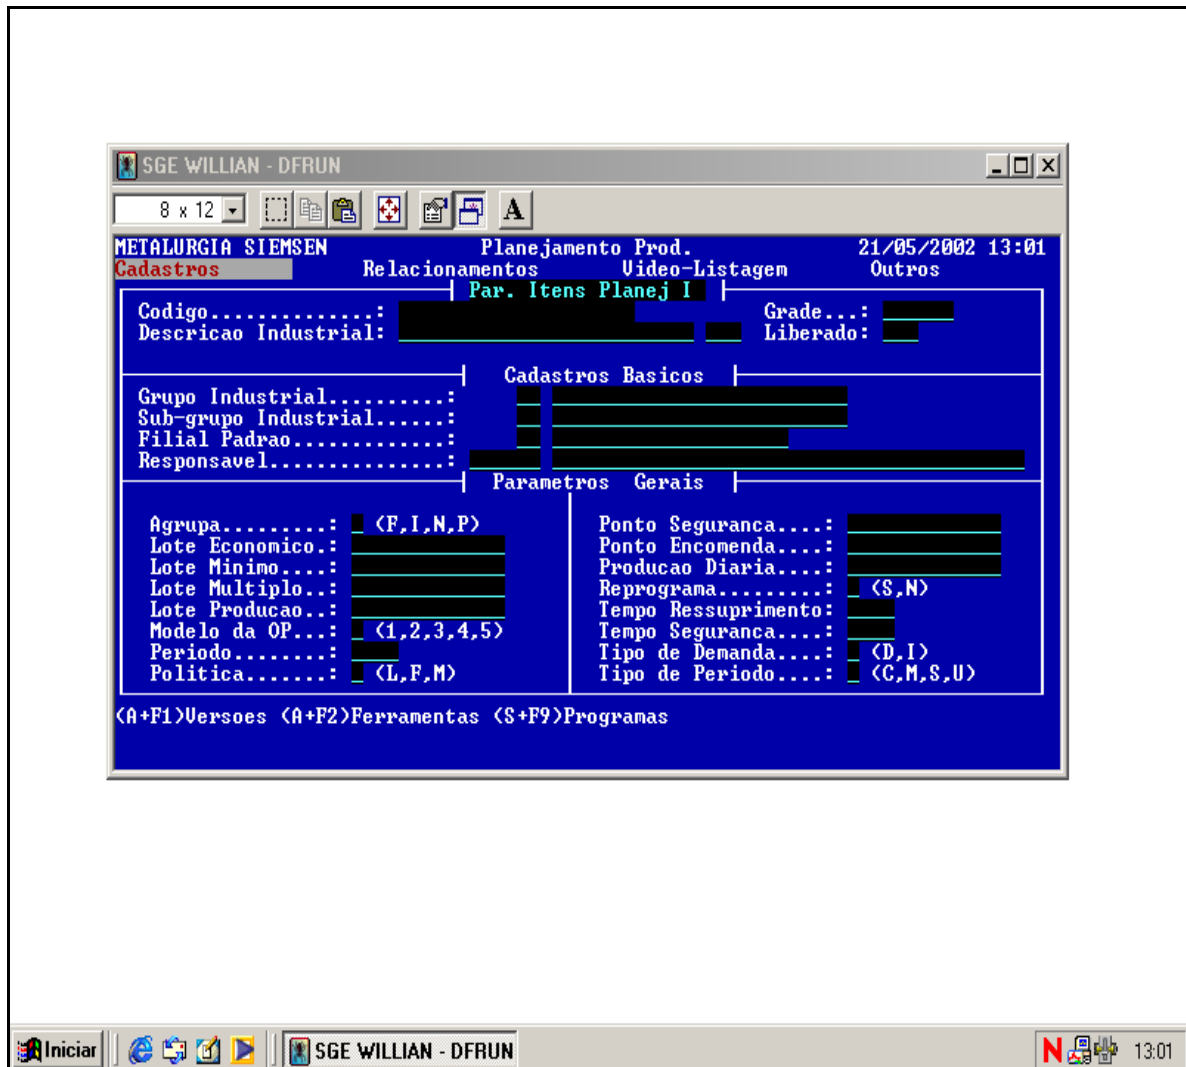 SGE WILLIAN - DFRUN
8 x 12 A
METALURGIA SIEMSEN Planejamento Prod. 21/05/2002 13:01
Cadastros Relacionamentos Video-Listagem Outros
Par. Itens Planej I
Codigo..............: Grade...:
Descricao Industrial: Liberado:
Cadastros Basicos
Grupo Industrial..........:
Sub-grupo Industrial......:
Filial Padrao.............:
Responsavel...............:
Parametros Gerais
Agrupa.........: (F,I,N,P) Ponto Seguranca....:
Lote Economico.: Ponto Encomenda....:
Lote Minimo....: Producao Diaria....:
Lote Multiplo..: Reprograma.........: (S,N)
Lote Producao..: Tempo Ressuprimento:
Modelo da OP...: (1,2,3,4,5) Tempo Seguranca....:
Periodo........: Tipo de Demanda....: (D,I)
Politica.......: (L,F,M) Tipo de Periodo....: (C,M,S,U)
(A+F1)Versoes (A+F2)Ferramentas (S+F9)Programas
Iniciar SGE WILLIAN - DFRUN N 13:01